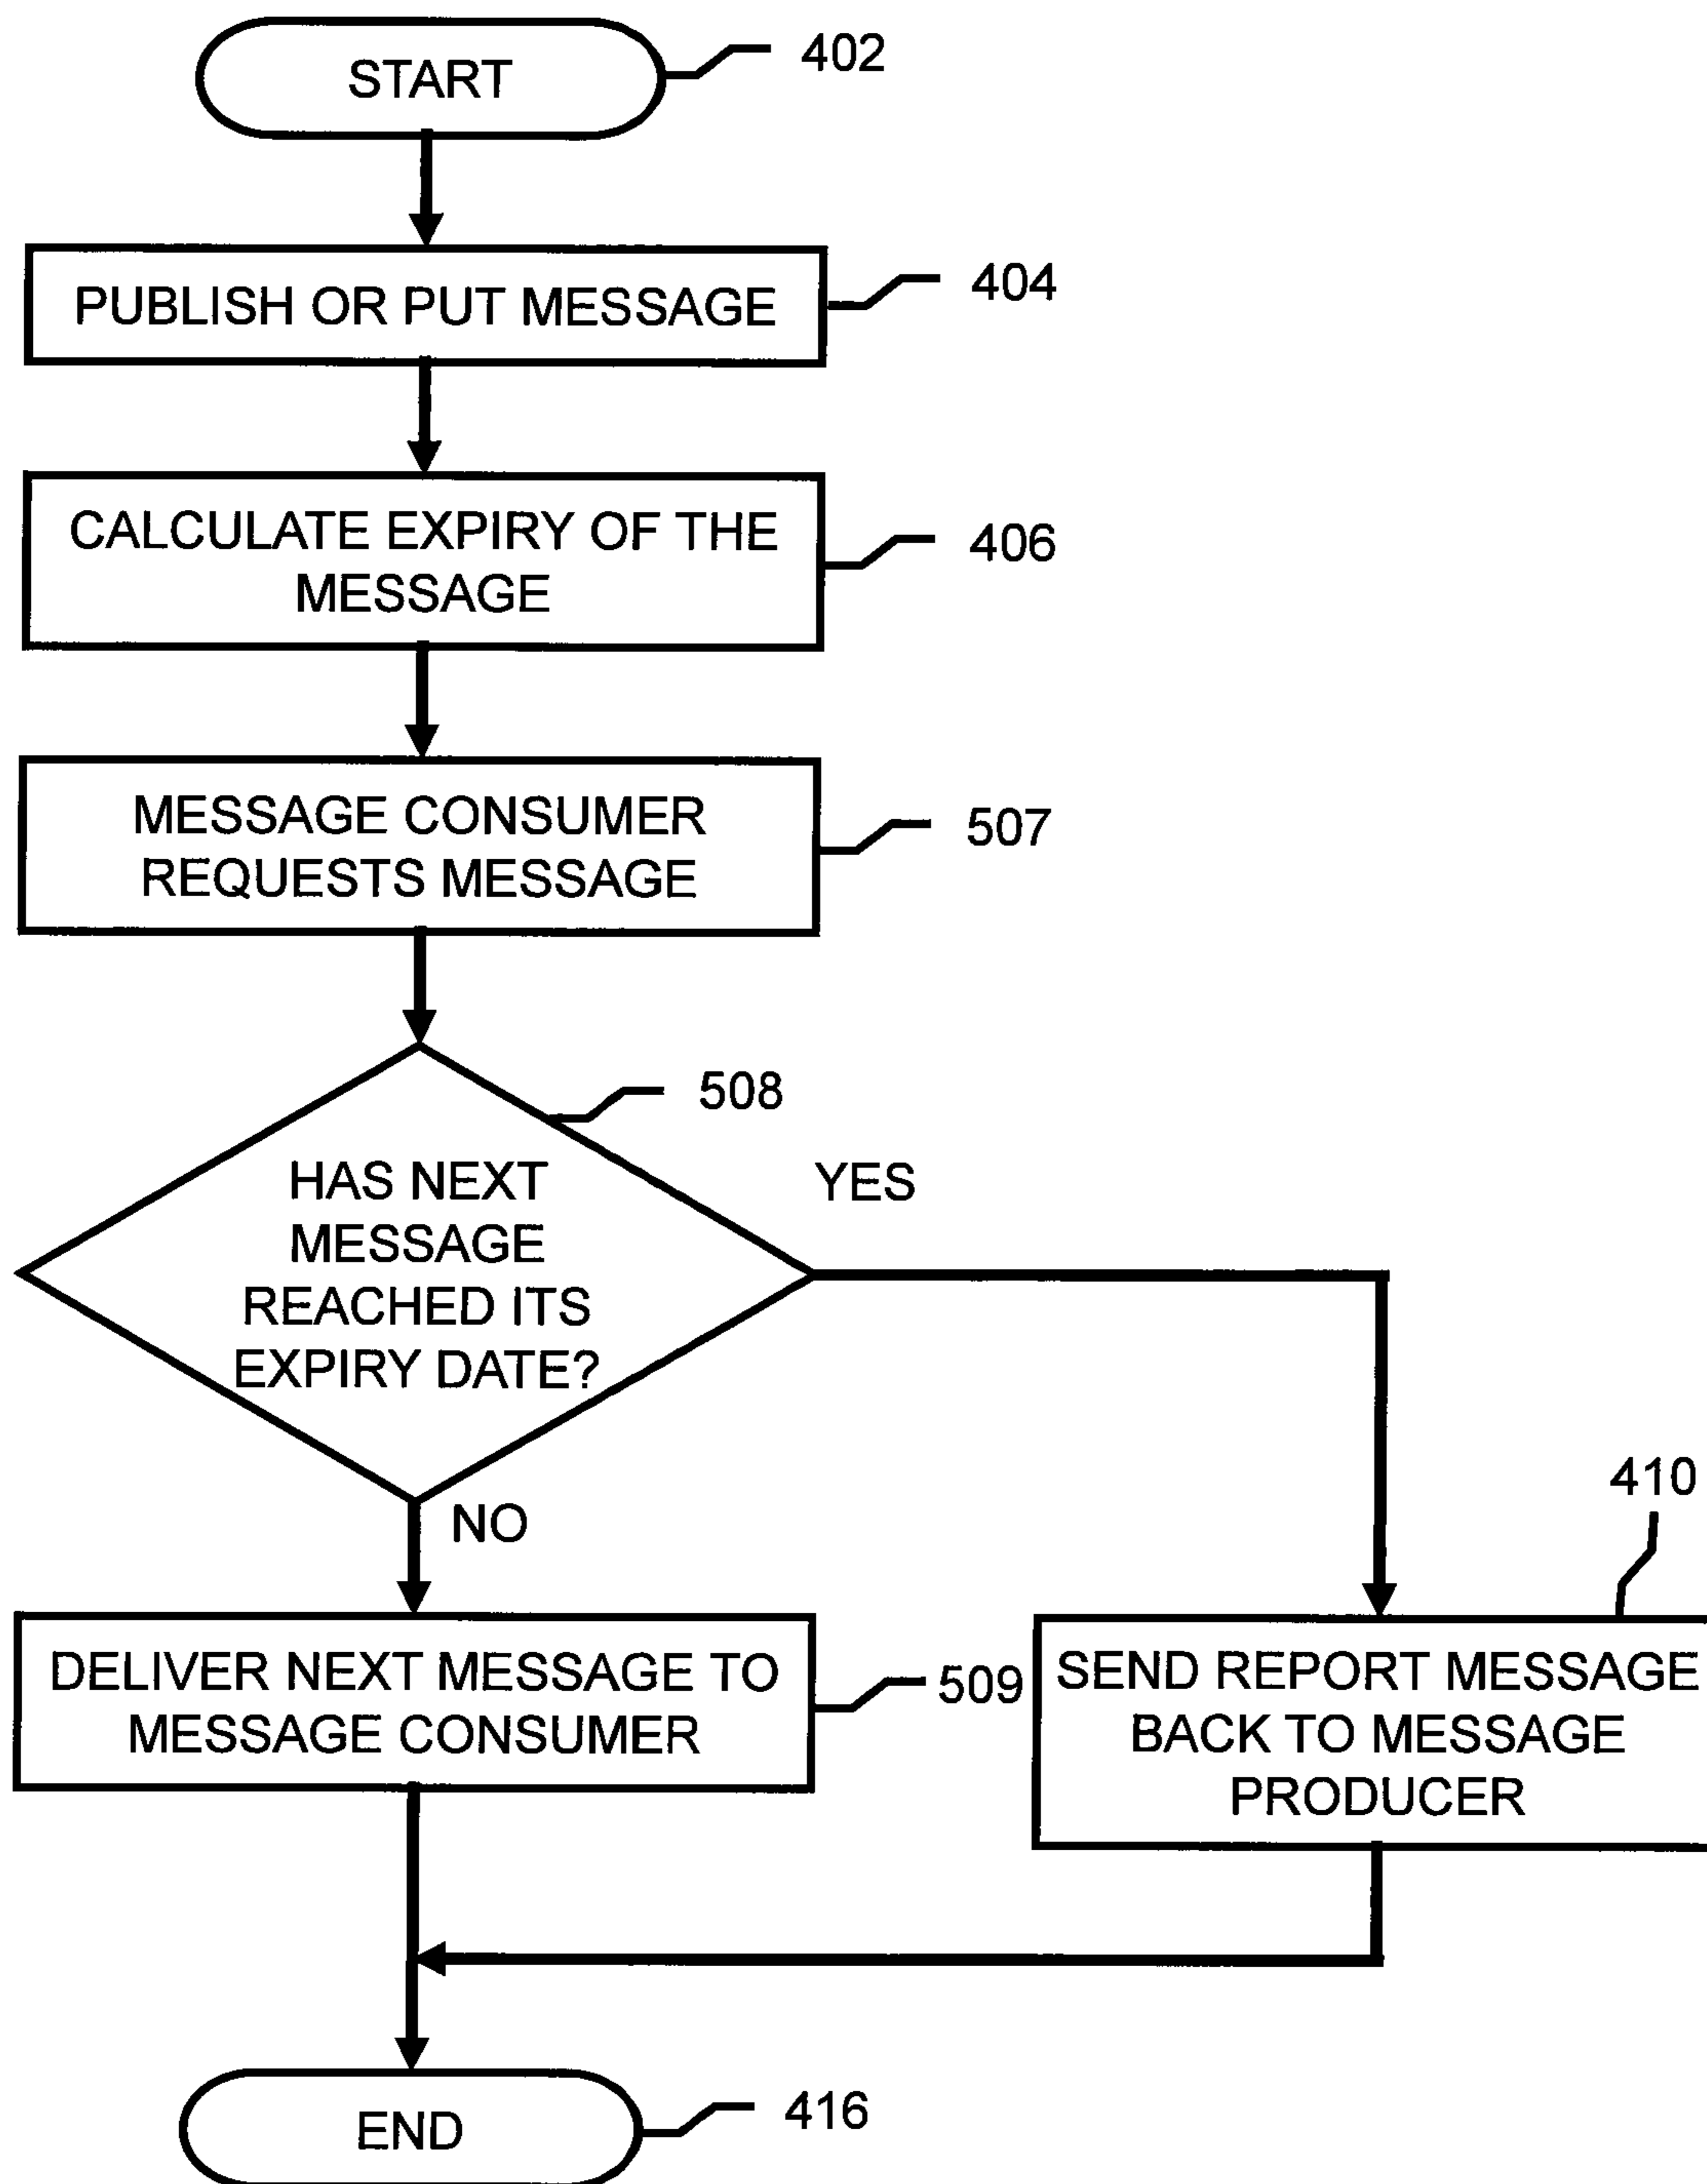 START
402
PUBLISH OR PUT MESSAGE
404
CALCULATE EXPIRY OF THE
MESSAGE
406
MESSAGE CONSUMER
REQUESTS MESSAGE
507
508
HAS NEXT
MESSAGE
REACHED ITS
EXPIRY DATE?
YES
NO
410
DELIVER NEXT MESSAGE TO
MESSAGE CONSUMER
509
SEND REPORT MESSAGE
BACK TO MESSAGE
PRODUCER
END
416